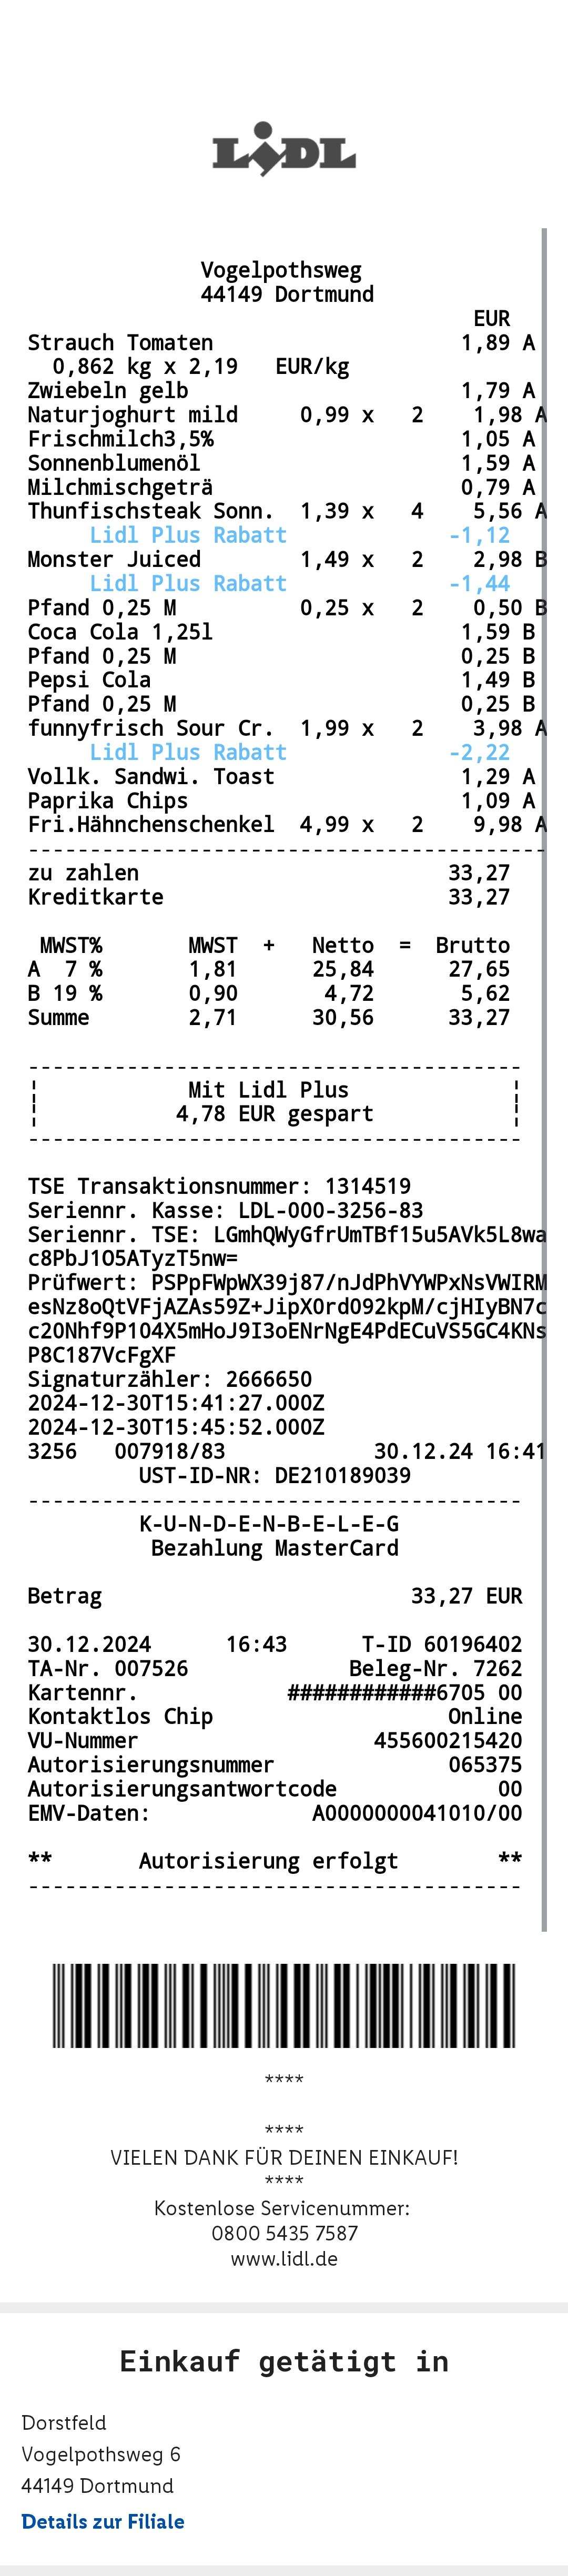 LIDL
Vogelpothsweg
44149 Dortmund
EUR
Strauch Tomaten 1,89 A
0,862 kg x 2,19 EUR/kg
Zwiebeln gelb 1,79 A
Naturjoghurt mild 0,99 x 2 1,98 A
Frischmilch3,5% 1,05 A
Sonnenblumenöl 1,59 A
Milchmischgeträ 0,79 A
Thunfischsteak Sonn. 1,39 x 4 5,56 A
Lidl Plus Rabatt -1,12
Monster Juiced 1,49 x 2 2,98 B
Lidl Plus Rabatt -1,44
Pfand 0,25 M 0,25 x 2 0,50 B
Coca Cola 1,25l 1,59 B
Pfand 0,25 M 0,25 B
Pepsi Cola 1,49 B
Pfand 0,25 M 0,25 B
funnyfrisch Sour Cr. 1,99 x 2 3,98 A
Lidl Plus Rabatt -2,22
Vollk. Sandwi. Toast 1,29 A
Paprika Chips 1,09 A
Fri.Hähnchenschenkel 4,99 x 2 9,98 A
------------------------------------------
zu zahlen 33,27
Kreditkarte 33,27
MWST% MWST + Netto = Brutto
A 7 % 1,81 25,84 27,65
B 19 % 0,90 4,72 5,62
Summe 2,71 30,56 33,27
----------------------------------------
¦ Mit Lidl Plus ¦
¦ 4,78 EUR gespart ¦
----------------------------------------
TSE Transaktionsnummer: 1314519
Seriennr. Kasse: LDL-000-3256-83
Seriennr. TSE: LGmhQWyGfrUmTBf15u5AVk5L8wa
c8PbJ1O5ATyzT5nw=
Prüfwert: PSPpFWpWX39j87/nJdPhVYWPxNsVWIRM
esNz8oQtVFjAZAs59Z+JipX0rdO92kpM/cjHIyBN7c
c20Nhf9P1O4X5mHoJ9I3oENrNgE4PdECuVS5GC4KNs
P8C187VcFgXF
Signaturzähler: 2666650
2024-12-30T15:41:27.000Z
2024-12-30T15:45:52.000Z
3256 007918/83 30.12.24 16:41
UST-ID-NR: DE210189039
----------------------------------------
K-U-N-D-E-N-B-E-L-E-G
Bezahlung MasterCard
Betrag 33,27 EUR
30.12.2024 16:43 T-ID 60196402
TA-Nr. 007526 Beleg-Nr. 7262
Kartennr. ############6705 00
Kontaktlos Chip Online
VU-Nummer 455600215420
Autorisierungsnummer 065375
Autorisierungsantwortcode 00
EMV-Daten: A0000000041010/00
** Autorisierung erfolgt **
----------------------------------------
****
****
VIELEN DANK FÜR DEINEN EINKAUF!
****
Kostenlose Servicenummer:
0800 5435 7587
www.lidl.de
Einkauf getätigt in
Dorstfeld
Vogelpothsweg 6
44149 Dortmund
Details zur Filiale